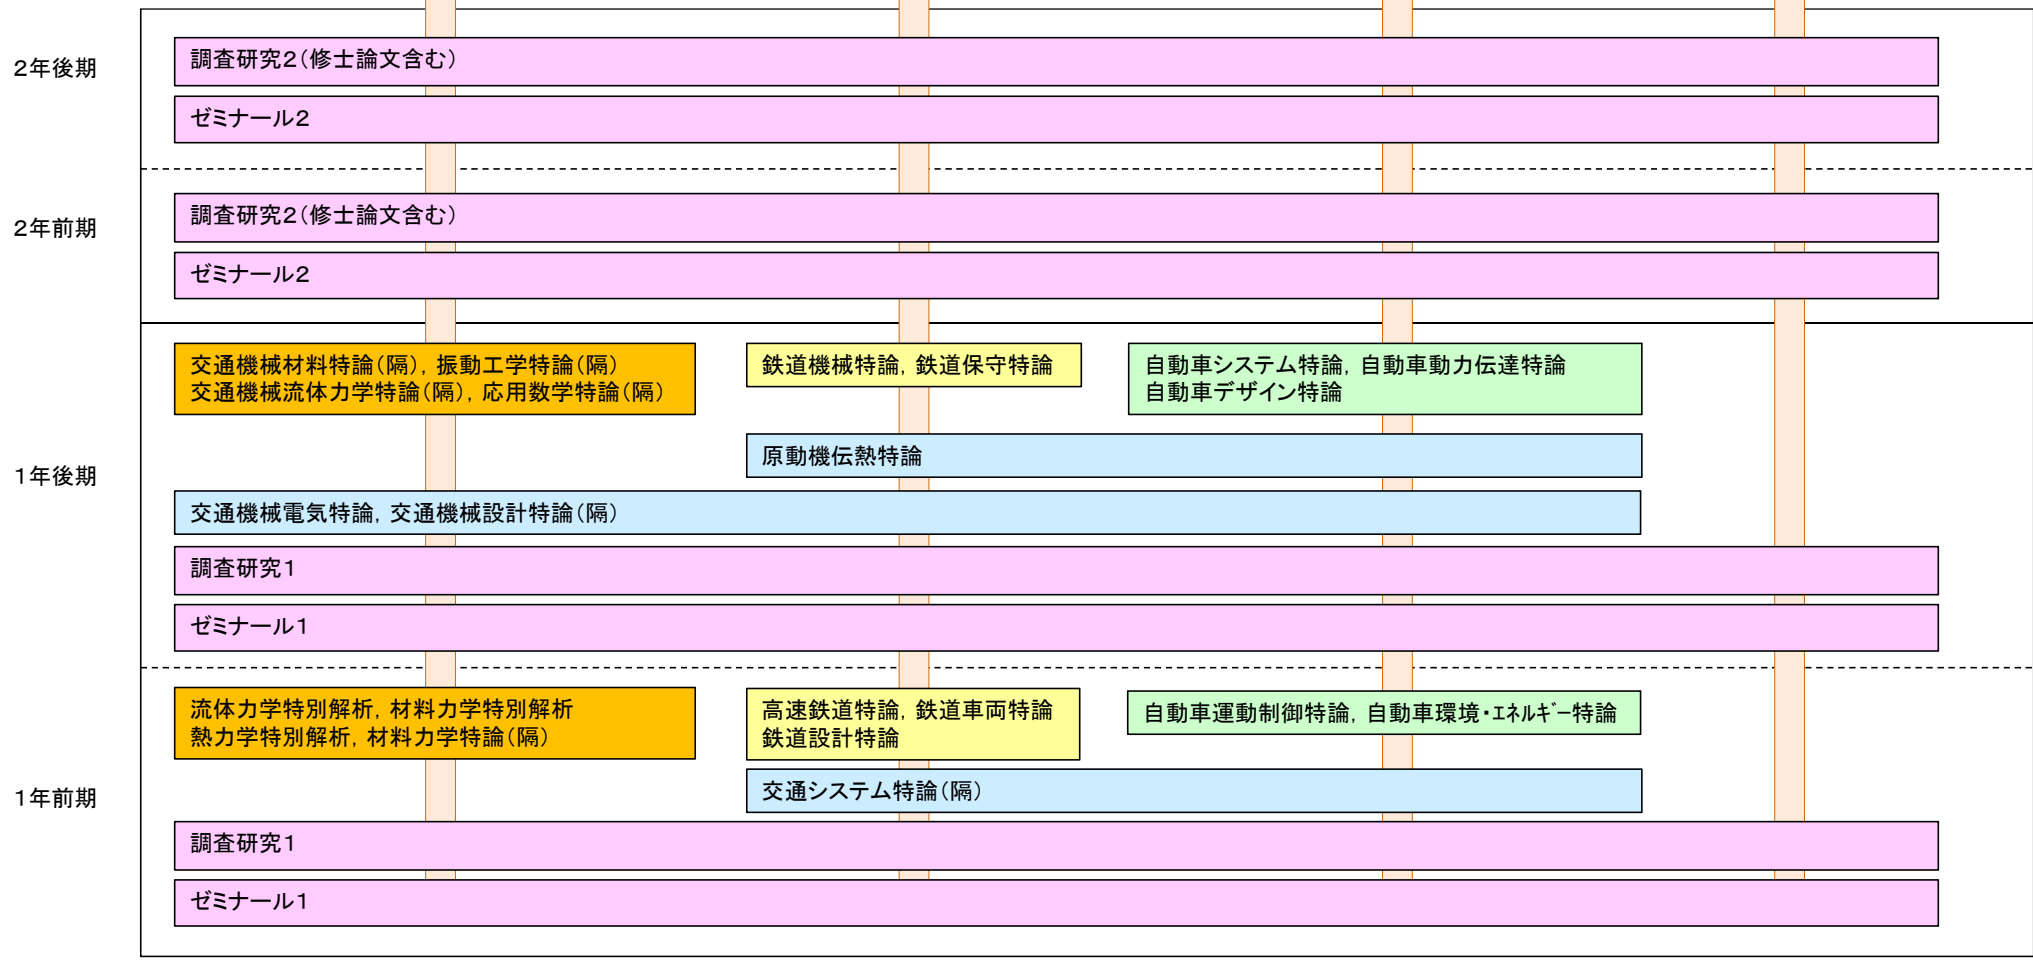 2年後期
調査研究2(修士論文含む)
ゼミナール2
2年前期
調査研究2(修士論文含む)
ゼミナール2
1年後期
交通機械材料特論(隔), 振動工学特論(隔)
交通機械流体力学特論(隔), 応用数学特論(隔)
鉄道機械特論, 鉄道保守特論
自動車システム特論, 自動車動力伝達特論
自動車デザイン特論
原動機伝熱特論
交通機械電気特論, 交通機械設計特論(隔)
調査研究1
ゼミナール1
1年前期
流体力学特別解析, 材料力学特別解析
熱力学特別解析, 材料力学特論(隔)
高速鉄道特論, 鉄道車両特論
鉄道設計特論
自動車運動制御特論, 自動車環境・エネルギー特論
交通システム特論(隔)
調査研究1
ゼミナール1